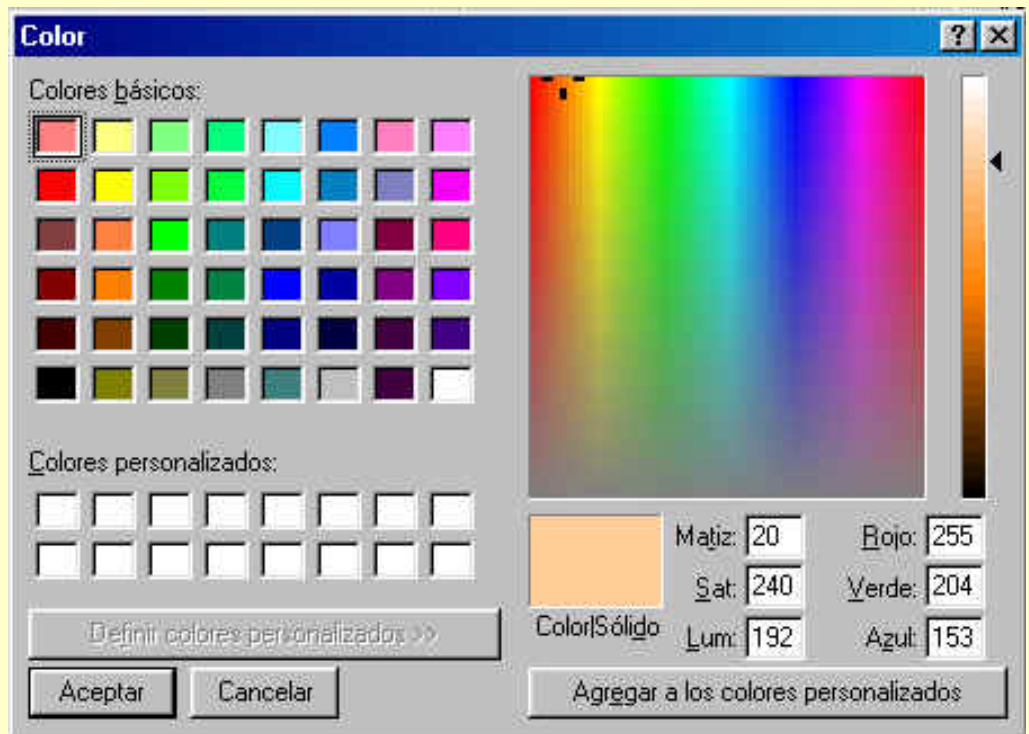 Color
Colores básicos:
Colores personalizados:
Definir colores personalizados >>
Aceptar
Cancelar
Color|Sólido
Matiz: 20
Sat: 240
Lum: 192
Rojo: 255
Verde: 204
Azul: 153
Agregar a los colores personalizados